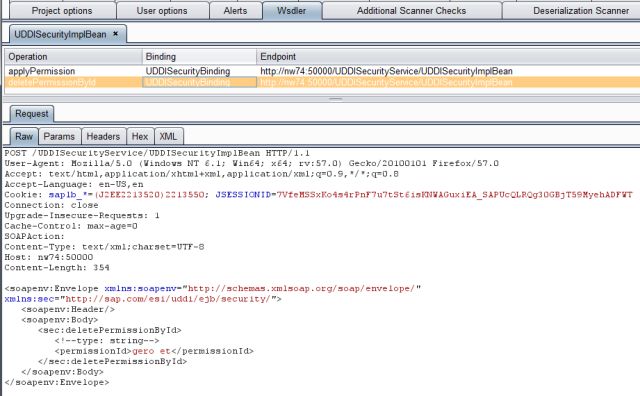 Project options User options Alerts Wsdler Additional Scanner Checks Deserialization Scanner
UDDISecurityImplBean ×
Operation Binding Endpoint
applyPermission UDDISecurityBinding http://nw74:50000/UDDISecurityService/UDDISecurityImplBean
deletePermissionById UDDISecurityBinding http://nw74:50000/UDDISecurityService/UDDISecurityImplBean
Request
Raw Params Headers Hex XML
POST /UDDISecurityService/UDDISecurityImplBean HTTP/1.1
User-Agent: Mozilla/5.0 (Windows NT 6.1; Win64; x64; rv:57.0) Gecko/20100101 Firefox/57.0
Accept: text/html,application/xhtml+xml,application/xml;q=0.9,*/*;q=0.8
Accept-Language: en-US,en
Cookie: saplb_*=(J2EE2213520)2213550; JSESSIONID=7VfeMSSxKo4s4rPnF7u7tSt6isKNWAGuxiEA_SAPUcQLRQg30GBjT59MyehADFWT
Connection: close
Upgrade-Insecure-Requests: 1
Cache-Control: max-age=0
SOAPAction:
Content-Type: text/xml;charset=UTF-8
Host: nw74:50000
Content-Length: 354
<soapenv:Envelope xmlns:soapenv="http://schemas.xmlsoap.org/soap/envelope/"
xmlns:sec="http://sap.com/esi/uddi/ejb/security/">
<soapenv:Header/>
<soapenv:Body>
<sec:deletePermissionById>
<!--type: string-->
<permissionId>gero et</permissionId>
</sec:deletePermissionById>
</soapenv:Body>
</soapenv:Envelope>